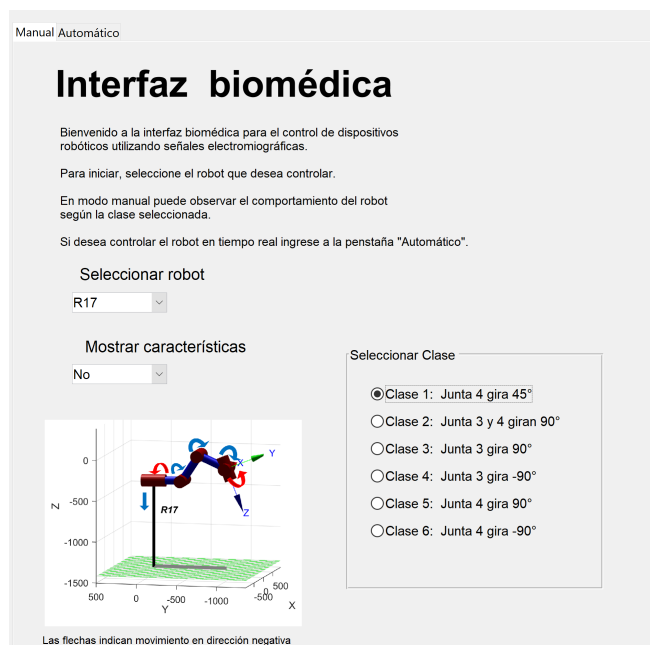 Manual Automático
Interfaz biomédica
Bienvenido a la interfaz biomédica para el control de dispositivos
robóticos utilizando señales electromiográficas.
Para iniciar, seleccione el robot que desea controlar.
En modo manual puede observar el comportamiento del robot
según la clase seleccionada.
Si desea controlar el robot en tiempo real ingrese a la penstaña "Automático".
Seleccionar robot
R17
Mostrar características
No
Seleccionar Clase
Clase 1: Junta 4 gira 45°
Clase 2: Junta 3 y 4 giran 90°
Clase 3: Junta 3 gira 90°
Clase 4: Junta 3 gira -90°
Clase 5: Junta 4 gira 90°
Clase 6: Junta 4 gira -90°
0
-500
-1000
-1500
Z
X
Y
Z
R17
500 0 -500 -1000
Y
-500 0 500
X
Las flechas indican movimiento en dirección negativa